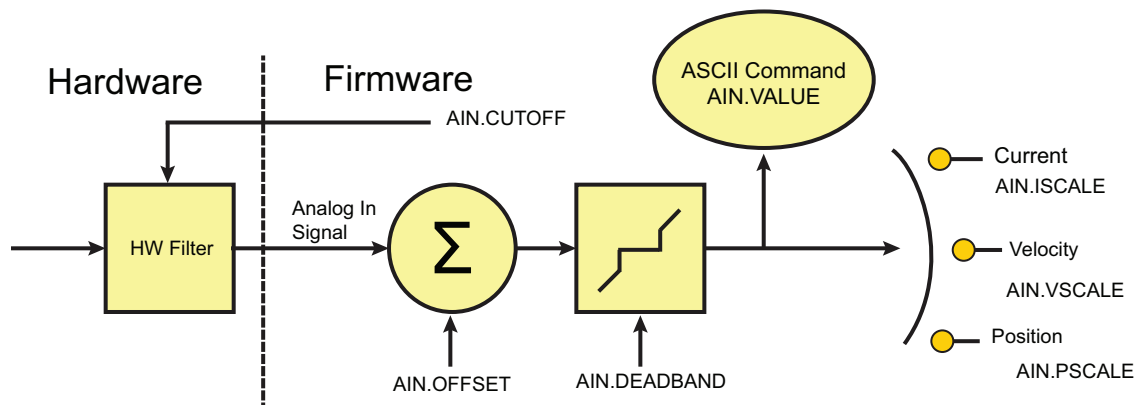 Hardware
Firmware
ASCII Command
AIN.VALUE
AIN.CUTOFF
Current
AIN.ISCALE
HW Filter
Analog In
Signal
Σ
Velocity
AIN.VSCALE
Position
AIN.PSCALE
AIN.OFFSET
AIN.DEADBAND